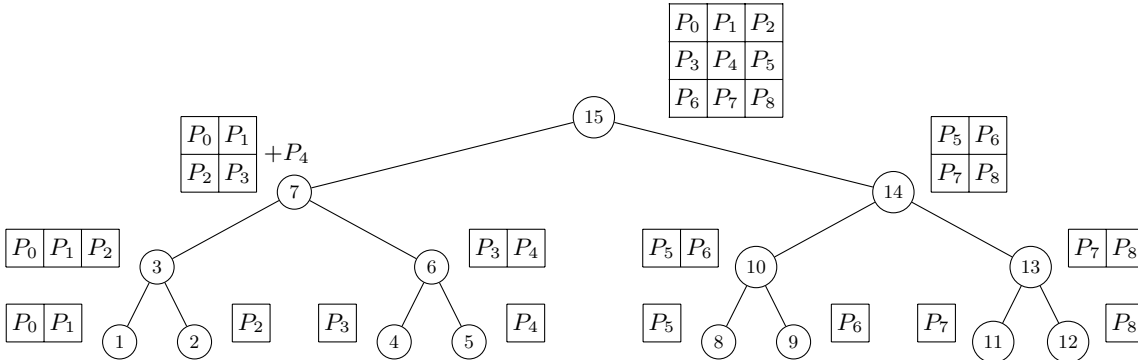 P₀ P₁ P₂
P₃ P₄ P₅
P₆ P₇ P₈
15
P₀ P₁
P₂ P₃
+P₄
P₅ P₆
P₇ P₈
7 14
P₀ P₁ P₂ 3 6 P₃ P₄ P₅ P₆ 10 13 P₇ P₈
P₀ P₁ 1 2 P₂ P₃ 4 5 P₄ P₅ 8 9 P₆ P₇ 11 12 P₈